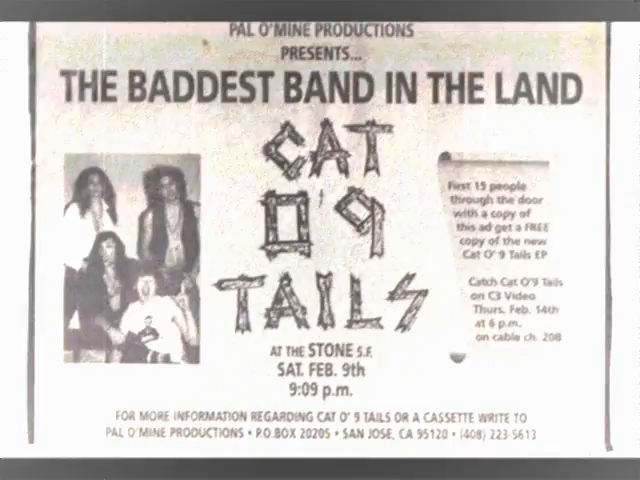 PAL O'MINE PRODUCTIONS
PRESENTS...
THE BADDEST BAND IN THE LAND
CAT
O'9
TAILS
First 15 people
through the door
with a copy of
this ad get a FREE
copy of the new
Cat O' 9 Tails EP
Catch Cat O'9 Tails
on C3 Video
Thurs. Feb. 14th
at 6 p.m.
on cable ch. 20B
AT THE STONE S.F.
SAT. FEB. 9th
9:09 p.m.
FOR MORE INFORMATION REGARDING CAT O' 9 TAILS OR A CASSETTE WRITE TO
PAL O'MINE PRODUCTIONS • P.O.BOX 20205 • SAN JOSE, CA 95120 • (408) 223-5613